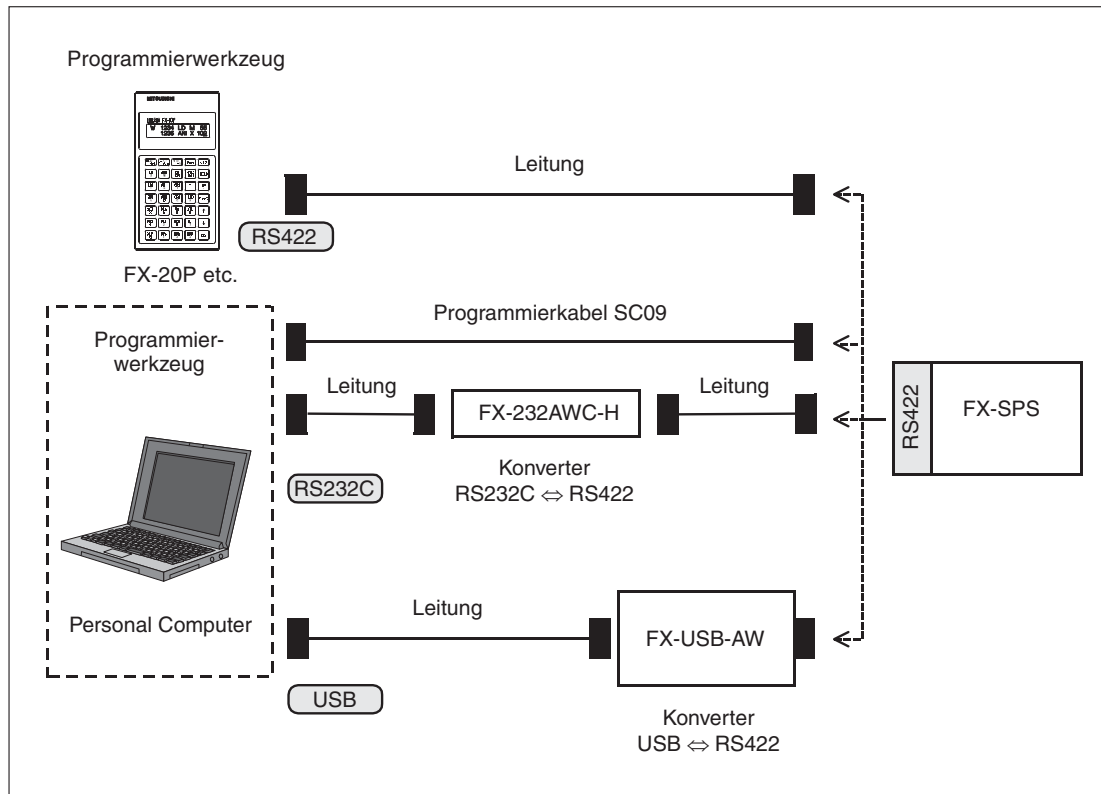 Programmierwerkzeug
MITSUBISHI
Leitung
RS422
FX-20P etc.
Programmierkabel SC09
Programmier-
werkzeug
Leitung
FX-232AWC-H
Leitung
RS422
FX-SPS
RS232C
Konverter
RS232C ⇔ RS422
Personal Computer
Leitung
FX-USB-AW
USB
Konverter
USB ⇔ RS422